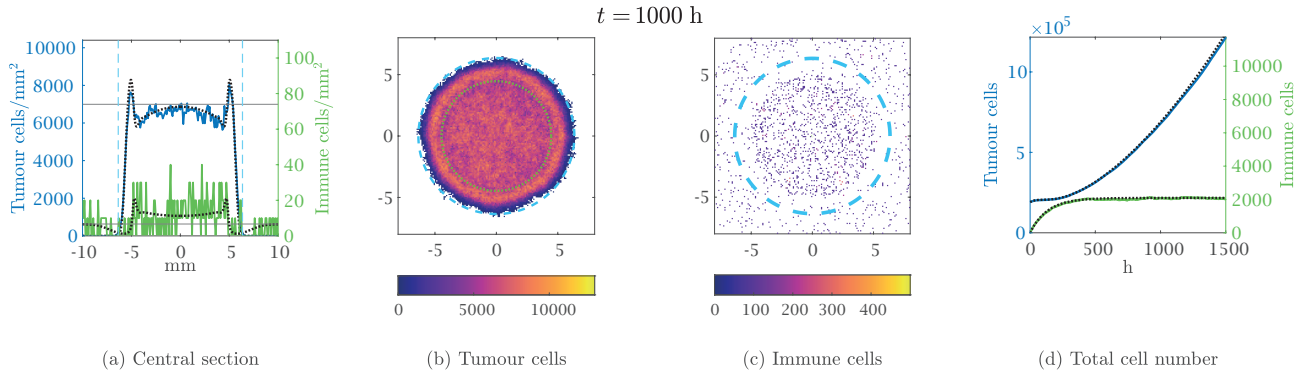 t = 1000 h
Tumour cells/mm²
10000
8000
6000
4000
2000
0
100
80
60
40
20
0
Immune cells/mm²
-10 -5 0 5 10
mm
5
0
-5
-5 0 5
0 5000 10000
5
0
-5
-5 0 5
0 100 200 300 400
×10⁵
Tumour cells
10
5
0
10000
8000
6000
4000
2000
0
Immune cells
0 500 1000 1500
h
(a) Central section
(b) Tumour cells
(c) Immune cells
(d) Total cell number